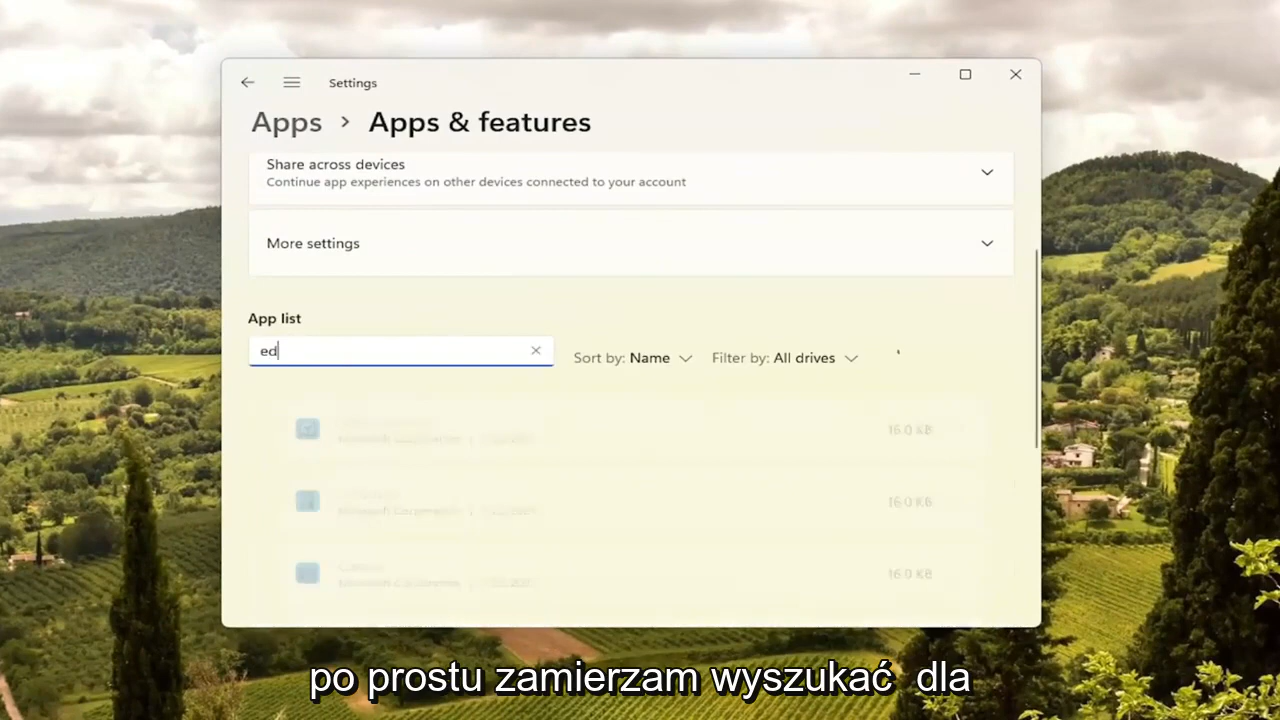 Settings
Apps > Apps & features
Share across devices
Continue app experiences on other devices connected to your account
More settings
App list
ed
Sort by: Name
Filter by: All drives
16.0 KB
16.0 KB
16.0 KB
po prostu zamierzam wyszukać dla